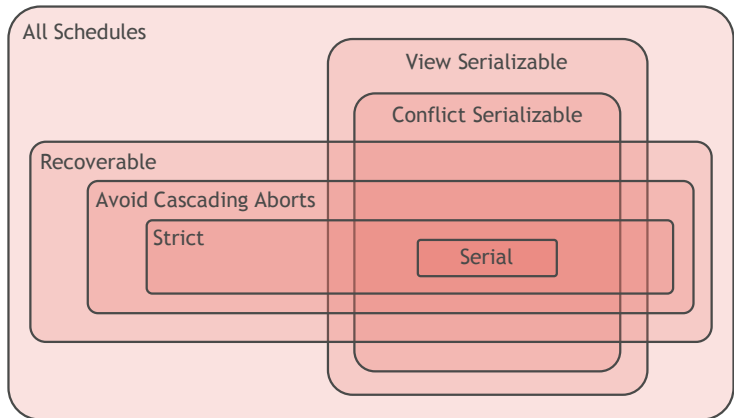 All Schedules
View Serializable
Conflict Serializable
Recoverable
Avoid Cascading Aborts
Strict
Serial